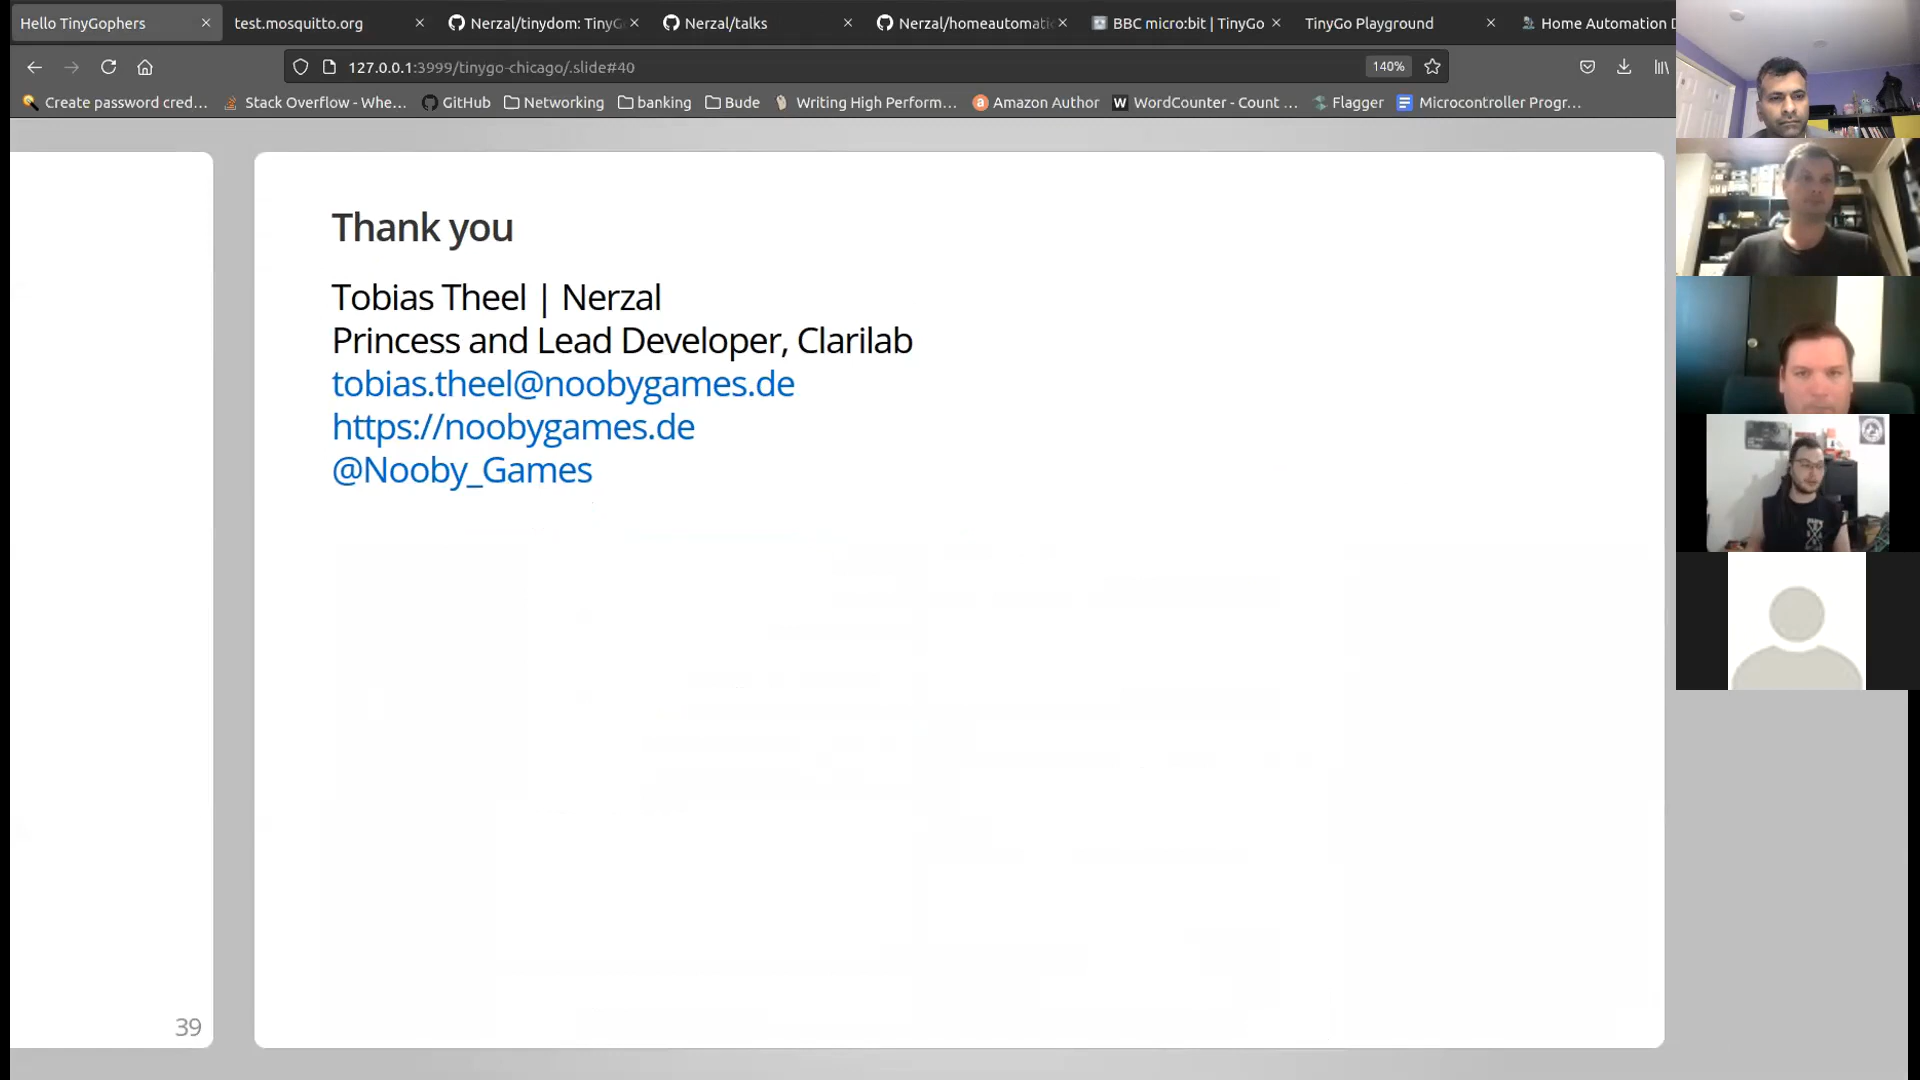 Hello TinyGophers
test.mosquitto.org
Nerzal/tinydom: TinyG
Nerzal/talks
Nerzal/homeautomati
BBC micro:bit | TinyGo
TinyGo Playground
Home Automation D
127.0.0.1:3999/tinygo-chicago/.slide#40
140%
Create password cred...
Stack Overflow - Whe...
GitHub
Networking
banking
Bude
Writing High Perform...
Amazon Author
WordCounter - Count ...
Flagger
Microcontroller Progr...
Thank you
Tobias Theel | Nerzal
Princess and Lead Developer, Clarilab
tobias.theel@noobygames.de
https://noobygames.de
@Nooby_Games
39